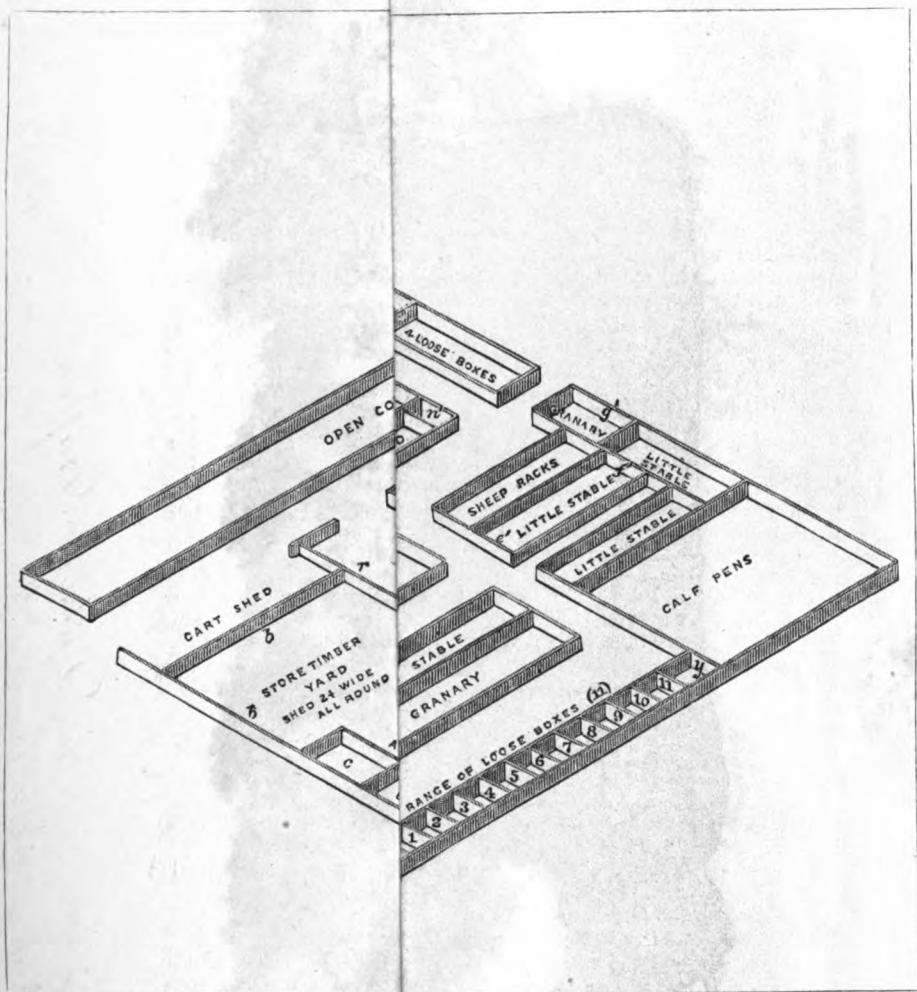 4 LOOSE BOXES
OPEN CO
n
o
GRANARY
g
LITTLE
STABLE
SHEEP RACKS
f
e
LITTLE STABLE
LITTLE STABLE
CALF PENS
r
CART SHED
b
STORE TIMBER
YARD
SHED 24 WIDE
ALL ROUND
STABLE
GRANARY
C
RANGE OF LOOSE BOXES (11)
1 2 3 4 5 6 7 8 9 10 11 y